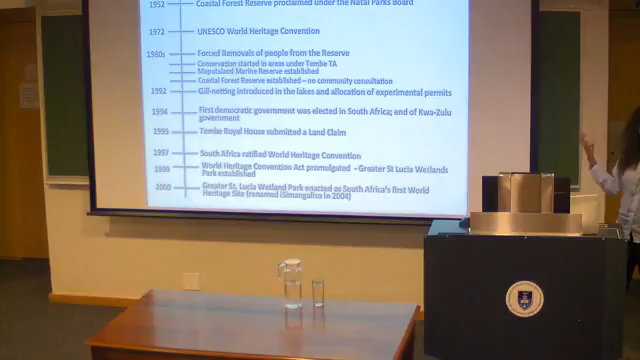 1952 Coastal Forest Reserve proclaimed under the Natal Parks Board
1972 UNESCO World Heritage Convention
1980s Forced Removals of people from the Reserve
Conservation started in areas under Tembe TA
Maputaland Marine Reserve established
Coastal Forest Reserve established – no community consultation
1992 Gill-netting introduced in the lakes and allocation of experimental permits
1994 First democratic government was elected in South Africa; end of Kwa-Zulu
government
1995 Tembe Royal House submitted a Land Claim
1997 South Africa ratified World Heritage Convention
1999 World Heritage Convention Act promulgated - Greater St Lucia Wetlands
Park established
2000 Greater St. Lucia Wetland Park enacted as South Africa's first World
Heritage Site (renamed iSimangaliso in 2004)